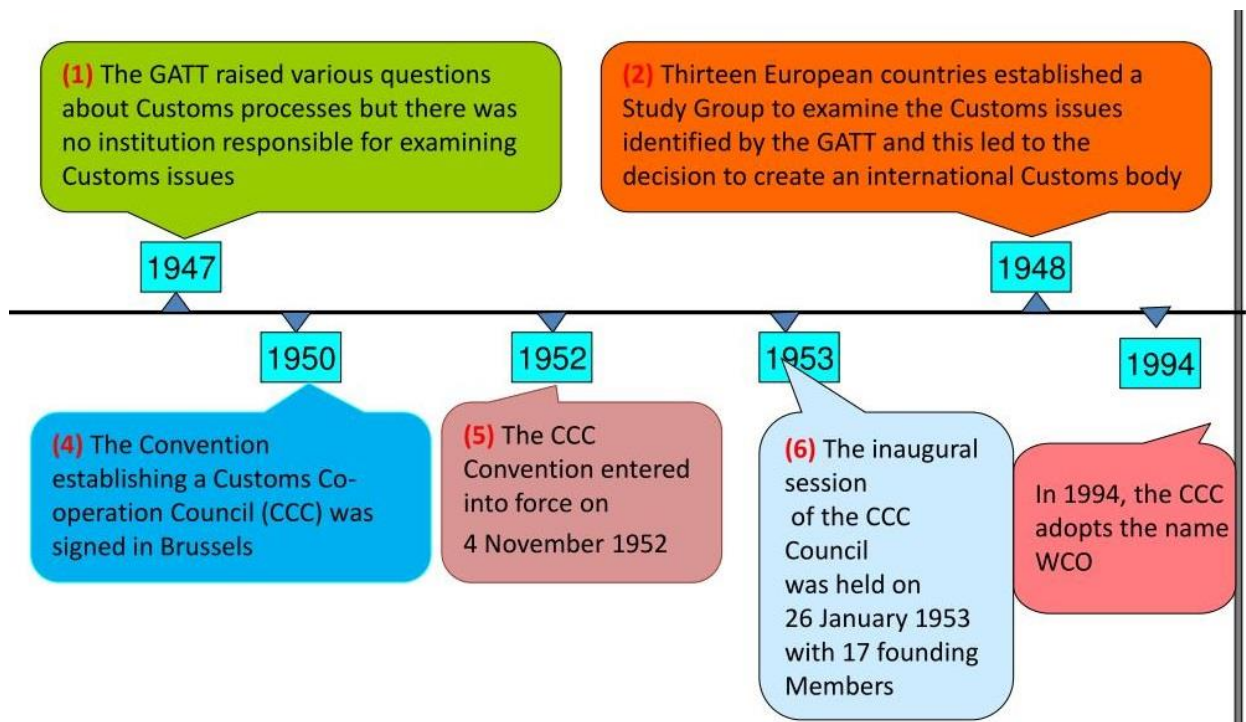 (1) The GATT raised various questions
about Customs processes but there was
no institution responsible for examining
Customs issues
(2) Thirteen European countries established a
Study Group to examine the Customs issues
identified by the GATT and this led to the
decision to create an international Customs body
1947
1948
1950
1952
1953
1994
(4) The Convention
establishing a Customs Co-
operation Council (CCC) was
signed in Brussels
(5) The CCC
Convention entered
into force on
4 November 1952
(6) The inaugural
session
of the CCC
Council
was held on
26 January 1953
with 17 founding
Members
In 1994, the CCC
adopts the name
WCO